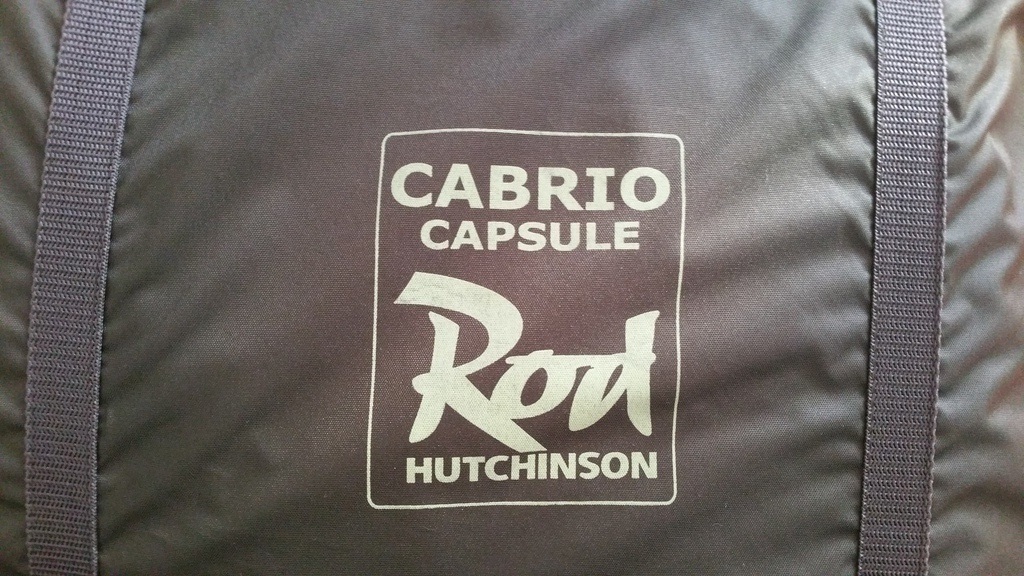 CABRIO
CAPSULE
Rod
HUTCHINSON